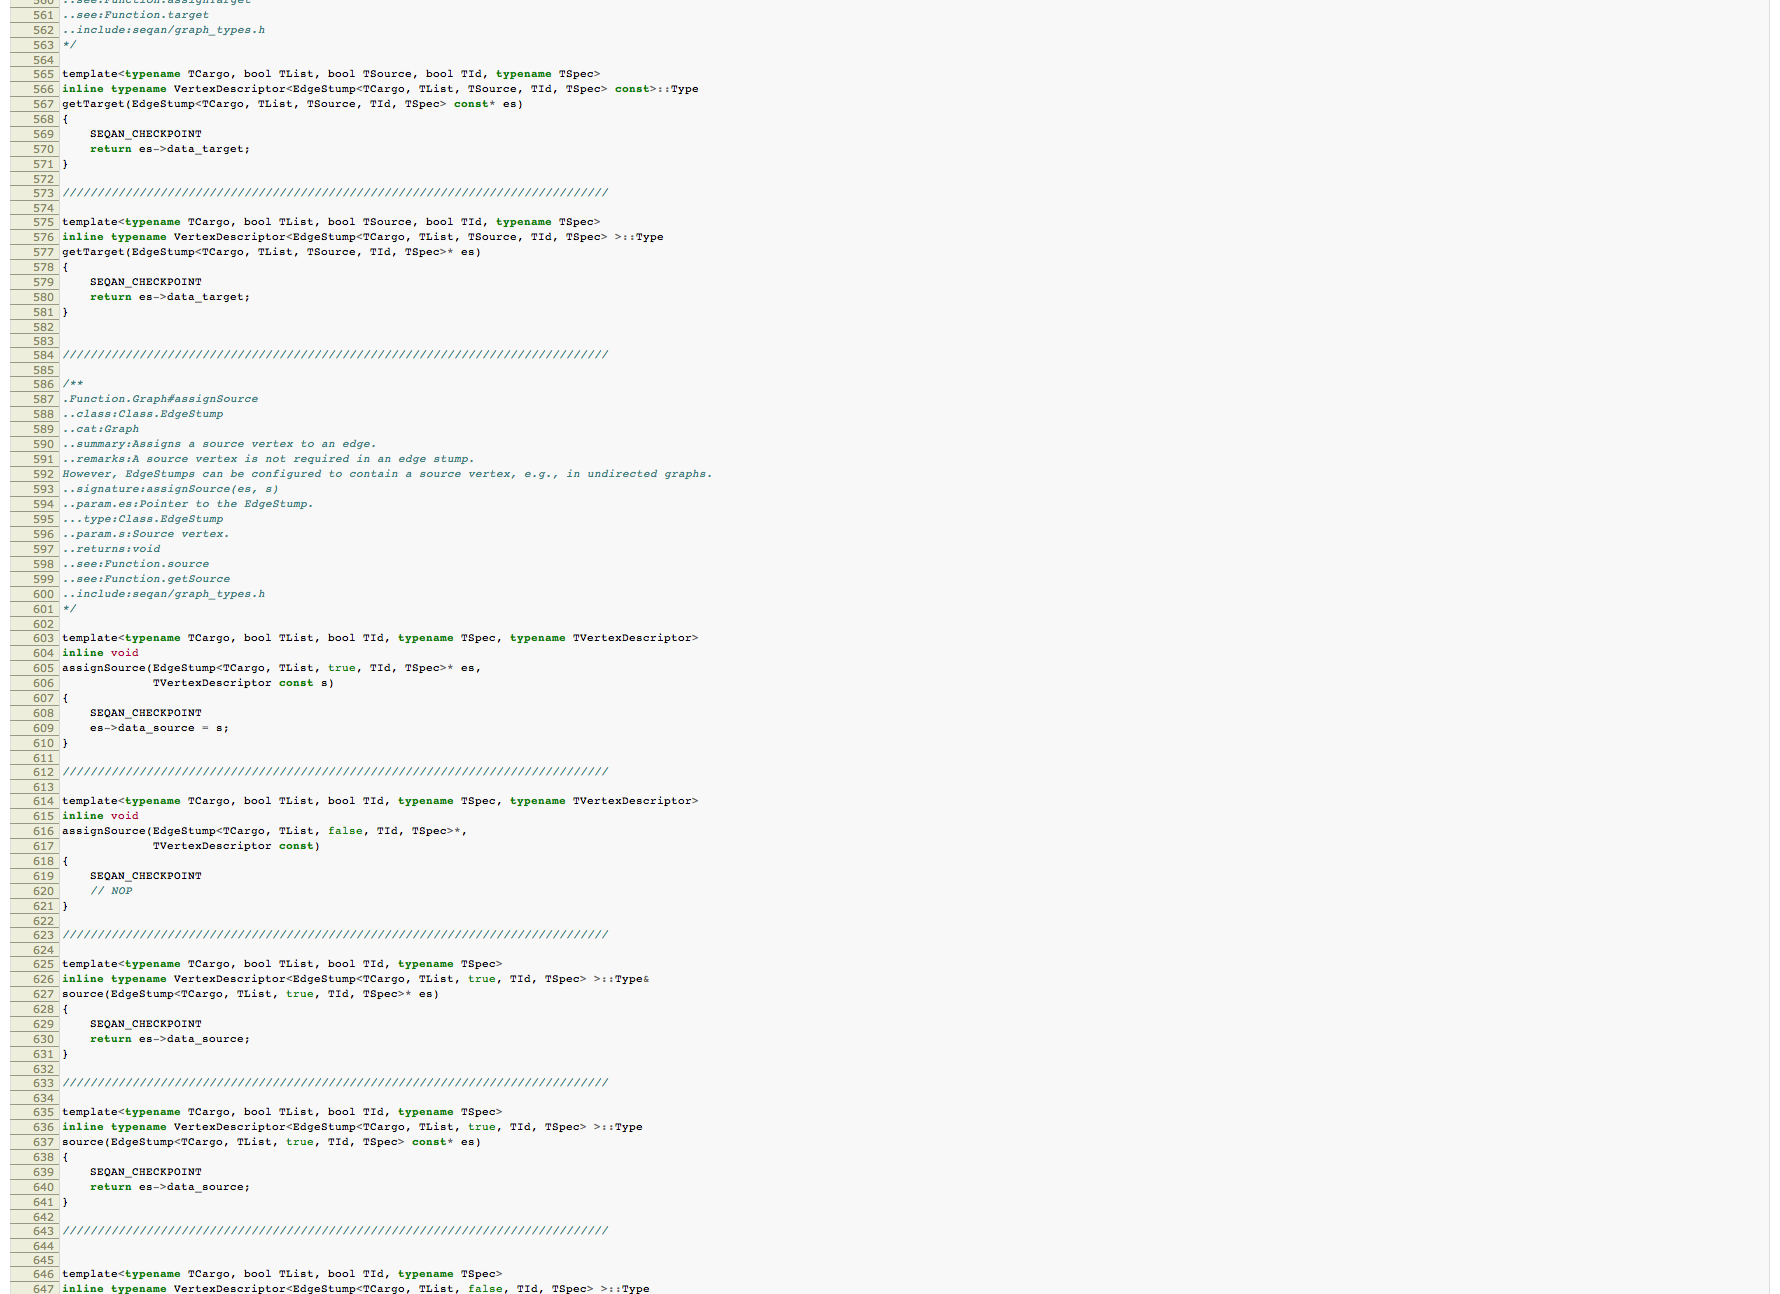 560 ..see:Function.assignTarget
561 ..see:Function.target
562 ..include:seqan/graph_types.h
563 */
564
565 template<typename TCargo, bool TList, bool TSource, bool TId, typename TSpec>
566 inline typename VertexDescriptor<EdgeStump<TCargo, TList, TSource, TId, TSpec> const>::Type
567 getTarget(EdgeStump<TCargo, TList, TSource, TId, TSpec> const* es)
568 {
569     SEQAN_CHECKPOINT
570     return es->data_target;
571 }
572
573 //////////////////////////////////////////////////////////////////////////////
574
575 template<typename TCargo, bool TList, bool TSource, bool TId, typename TSpec>
576 inline typename VertexDescriptor<EdgeStump<TCargo, TList, TSource, TId, TSpec> >::Type
577 getTarget(EdgeStump<TCargo, TList, TSource, TId, TSpec>* es)
578 {
579     SEQAN_CHECKPOINT
580     return es->data_target;
581 }
582
583
584 //////////////////////////////////////////////////////////////////////////////
585
586 /**
587 .Function.Graph#assignSource
588 ..class:Class.EdgeStump
589 ..cat:Graph
590 ..summary:Assigns a source vertex to an edge.
591 ..remarks:A source vertex is not required in an edge stump.
592 However, EdgeStumps can be configured to contain a source vertex, e.g., in undirected graphs.
593 ..signature:assignSource(es, s)
594 ..param.es:Pointer to the EdgeStump.
595 ...type:Class.EdgeStump
596 ..param.s:Source vertex.
597 ..returns:void
598 ..see:Function.source
599 ..see:Function.getSource
600 ..include:seqan/graph_types.h
601 */
602
603 template<typename TCargo, bool TList, bool TId, typename TSpec, typename TVertexDescriptor>
604 inline void
605 assignSource(EdgeStump<TCargo, TList, true, TId, TSpec>* es,
606              TVertexDescriptor const s)
607 {
608     SEQAN_CHECKPOINT
609     es->data_source = s;
610 }
611
612 //////////////////////////////////////////////////////////////////////////////
613
614 template<typename TCargo, bool TList, bool TId, typename TSpec, typename TVertexDescriptor>
615 inline void
616 assignSource(EdgeStump<TCargo, TList, false, TId, TSpec>*,
617              TVertexDescriptor const)
618 {
619     SEQAN_CHECKPOINT
620     // NOP
621 }
622
623 //////////////////////////////////////////////////////////////////////////////
624
625 template<typename TCargo, bool TList, bool TId, typename TSpec>
626 inline typename VertexDescriptor<EdgeStump<TCargo, TList, true, TId, TSpec> >::Type&
627 source(EdgeStump<TCargo, TList, true, TId, TSpec>* es)
628 {
629     SEQAN_CHECKPOINT
630     return es->data_source;
631 }
632
633 //////////////////////////////////////////////////////////////////////////////
634
635 template<typename TCargo, bool TList, bool TId, typename TSpec>
636 inline typename VertexDescriptor<EdgeStump<TCargo, TList, true, TId, TSpec> >::Type
637 source(EdgeStump<TCargo, TList, true, TId, TSpec> const* es)
638 {
639     SEQAN_CHECKPOINT
640     return es->data_source;
641 }
642
643 //////////////////////////////////////////////////////////////////////////////
644
645
646 template<typename TCargo, bool TList, bool TId, typename TSpec>
647 inline typename VertexDescriptor<EdgeStump<TCargo, TList, false, TId, TSpec> >::Type